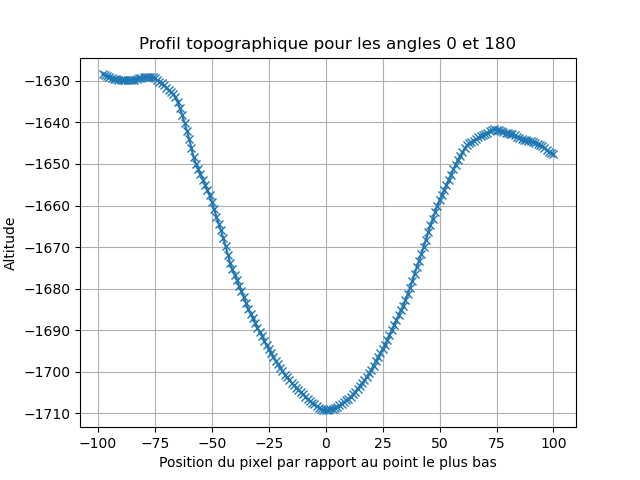 Profil topographique pour les angles 0 et 180
Altitude
−1630
−1640
−1650
−1660
−1670
−1680
−1690
−1700
−1710
−100 −75 −50 −25 0 25 50 75 100
Position du pixel par rapport au point le plus bas